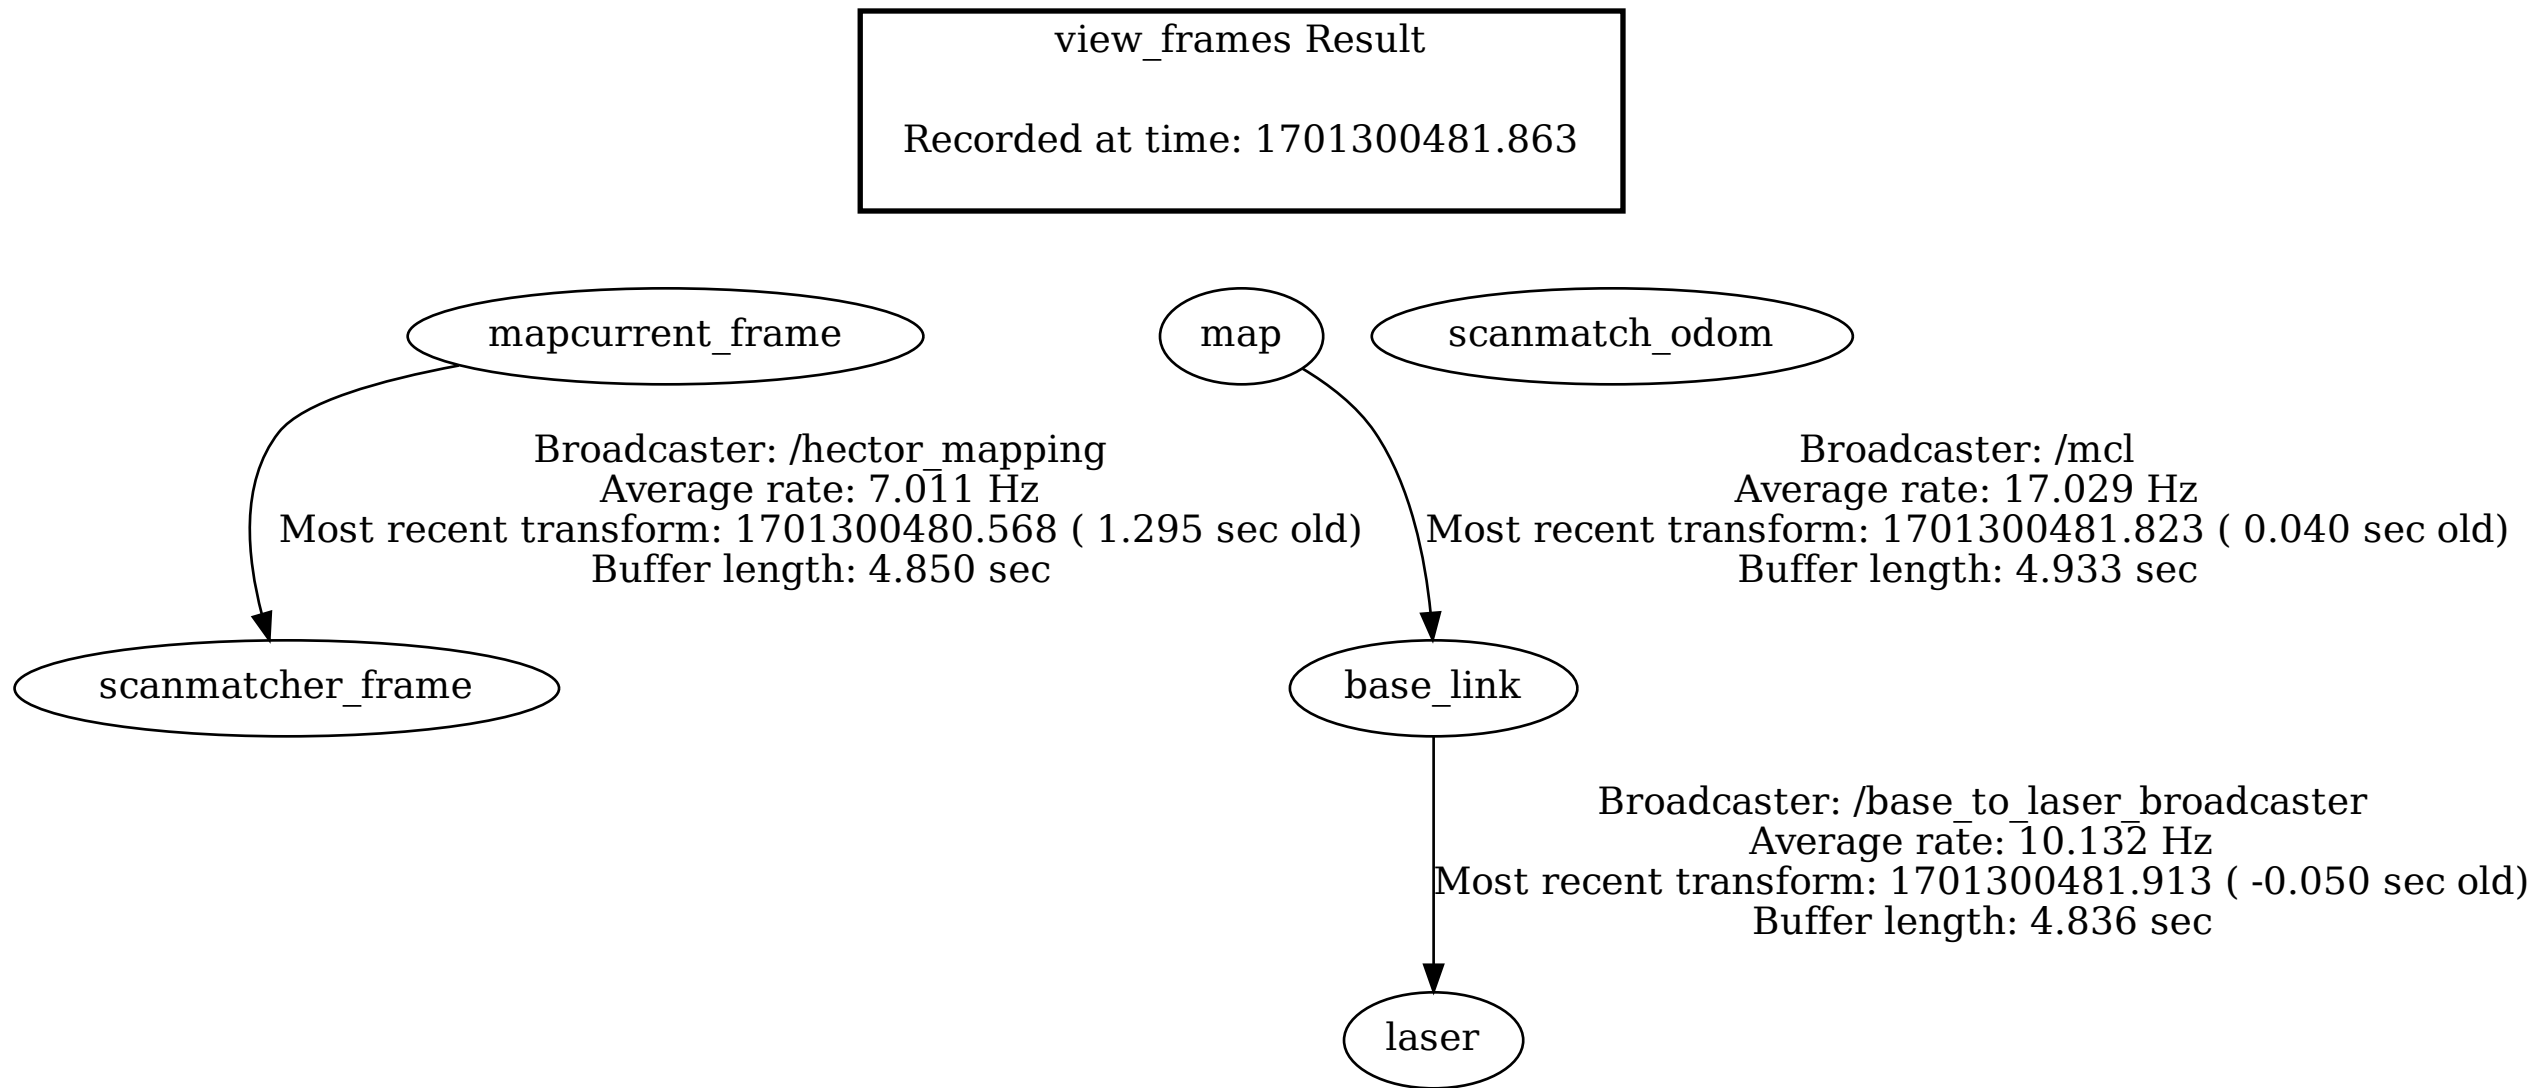 view_frames Result
Recorded at time: 1701300481.863
mapcurrent_frame
map
scanmatch_odom
Broadcaster: /hector_mapping
Average rate: 7.011 Hz
Most recent transform: 1701300480.568 ( 1.295 sec old)
Buffer length: 4.850 sec
Broadcaster: /mcl
Average rate: 17.029 Hz
Most recent transform: 1701300481.823 ( 0.040 sec old)
Buffer length: 4.933 sec
scanmatcher_frame
base_link
Broadcaster: /base_to_laser_broadcaster
Average rate: 10.132 Hz
Most recent transform: 1701300481.913 ( -0.050 sec old)
Buffer length: 4.836 sec
laser